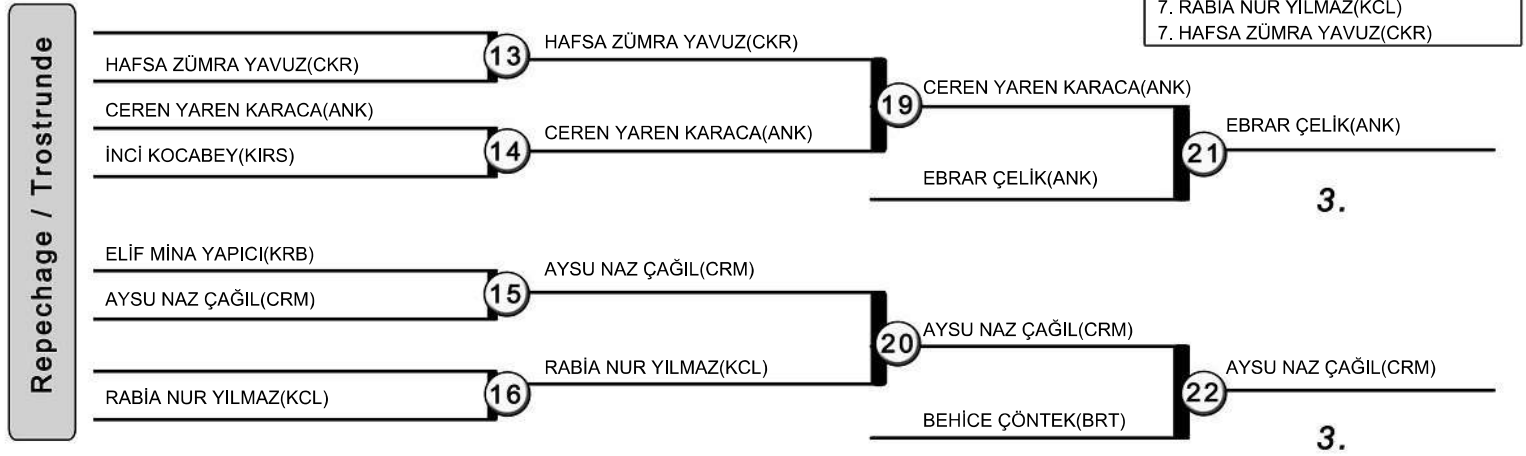 7. RABİA NUR YILMAZ(KCL)
7. HAFSA ZÜMRA YAVUZ(CKR)
Repechage / Trostrunde
HAFSA ZÜMRA YAVUZ(CKR)
13
HAFSA ZÜMRA YAVUZ(CKR)
CEREN YAREN KARACA(ANK)
İNCİ KOCABEY(KIRS)
14
CEREN YAREN KARACA(ANK)
19
CEREN YAREN KARACA(ANK)
EBRAR ÇELİK(ANK)
21
EBRAR ÇELİK(ANK)
3.
ELİF MİNA YAPICI(KRB)
AYSU NAZ ÇAĞIL(CRM)
15
AYSU NAZ ÇAĞIL(CRM)
RABİA NUR YILMAZ(KCL)
16
RABİA NUR YILMAZ(KCL)
20
AYSU NAZ ÇAĞIL(CRM)
BEHİCE ÇÖNTEK(BRT)
22
AYSU NAZ ÇAĞIL(CRM)
3.